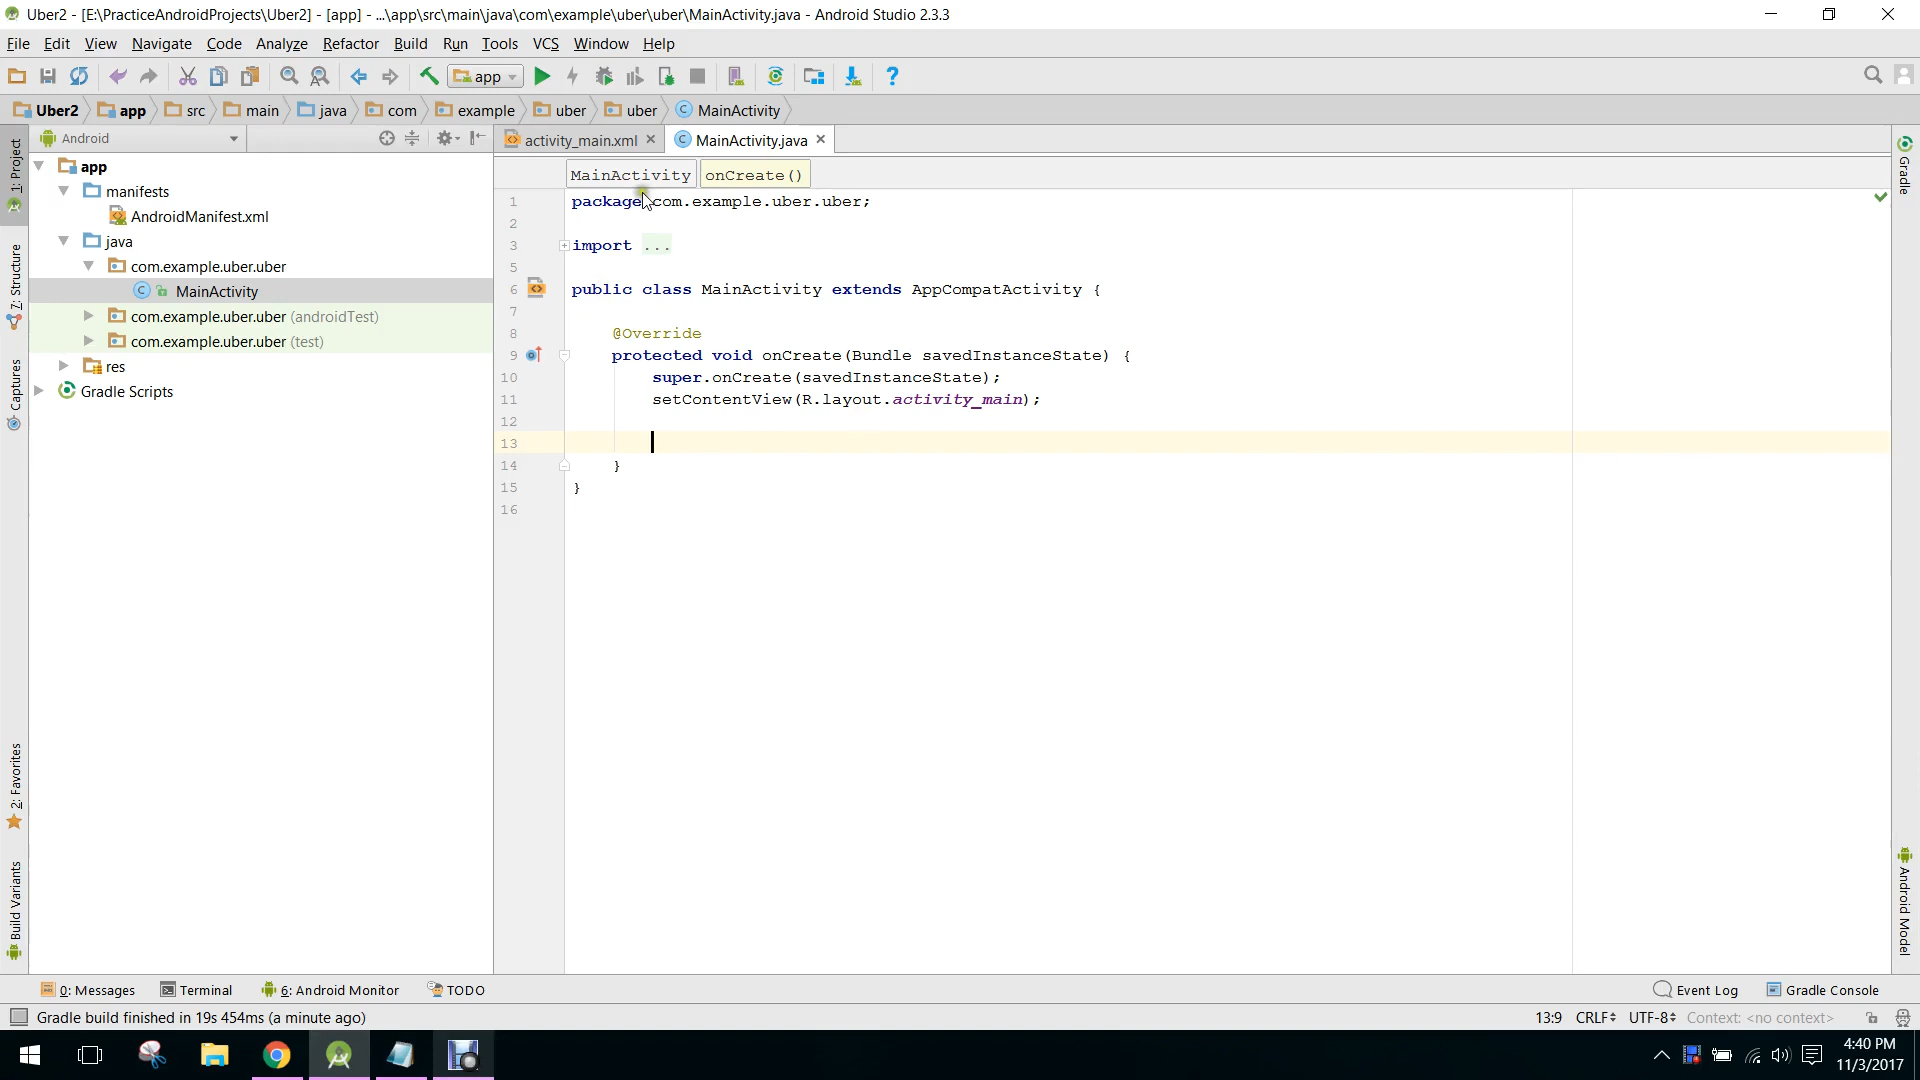 Uber2 - [E:\PracticeAndroidProjects\Uber2] - [app] - ...\app\src\main\java\com\example\uber\uber\MainActivity.java - Android Studio 2.3.3
File Edit View Navigate Code Analyze Refactor Build Run Tools VCS Window Help
app
Uber2 app src main java com example uber uber MainActivity
Android
activity_main.xml MainActivity.java
MainActivity onCreate()
1: Project
Z: Structure
Captures
2: Favorites
Build Variants
app
manifests
AndroidManifest.xml
java
com.example.uber.uber
MainActivity
com.example.uber.uber (androidTest)
com.example.uber.uber (test)
res
Gradle Scripts
1 package com.example.uber.uber;
2
3 import ...
5
6 public class MainActivity extends AppCompatActivity {
7
8 @Override
9 protected void onCreate(Bundle savedInstanceState) {
10 super.onCreate(savedInstanceState);
11 setContentView(R.layout.activity_main);
12
13
14 }
15 }
16
Gradle
Android Model
0: Messages Terminal 6: Android Monitor TODO Event Log Gradle Console
Gradle build finished in 19s 454ms (a minute ago) 13:9 CRLF UTF-8 Context: <no context>
4:40 PM
11/3/2017